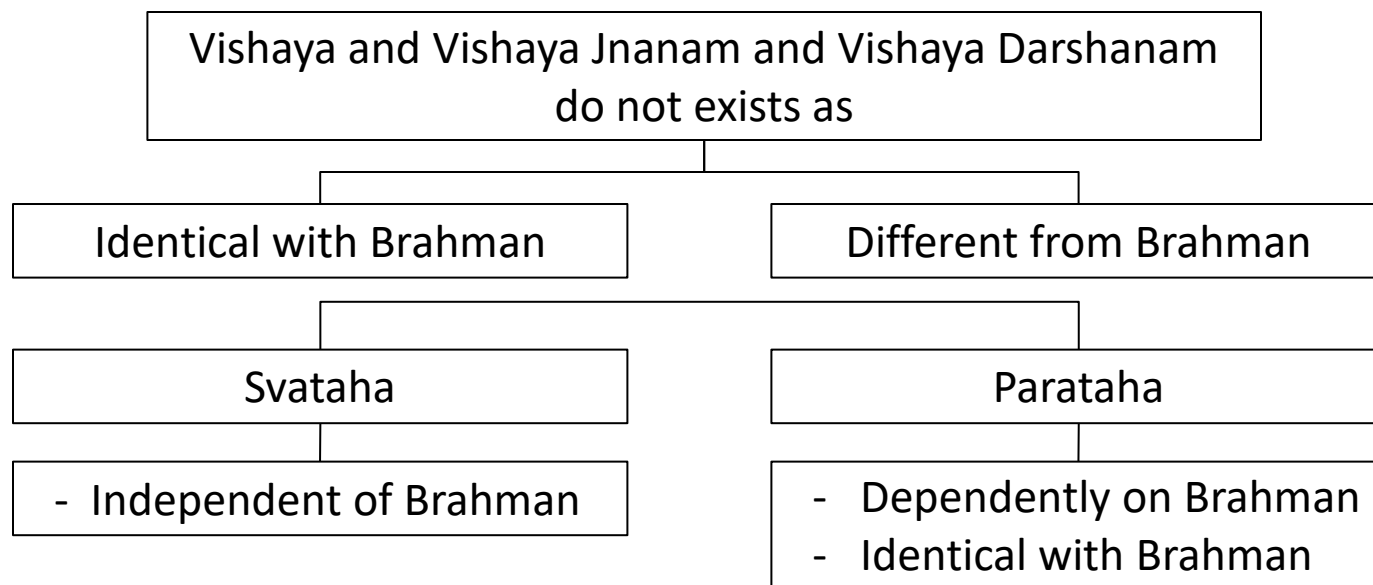 Vishaya and Vishaya Jnanam and Vishaya Darshanam
do not exists as
Identical with Brahman
Different from Brahman
Svataha
Parataha
- Independent of Brahman
- Dependently on Brahman
- Identical with Brahman